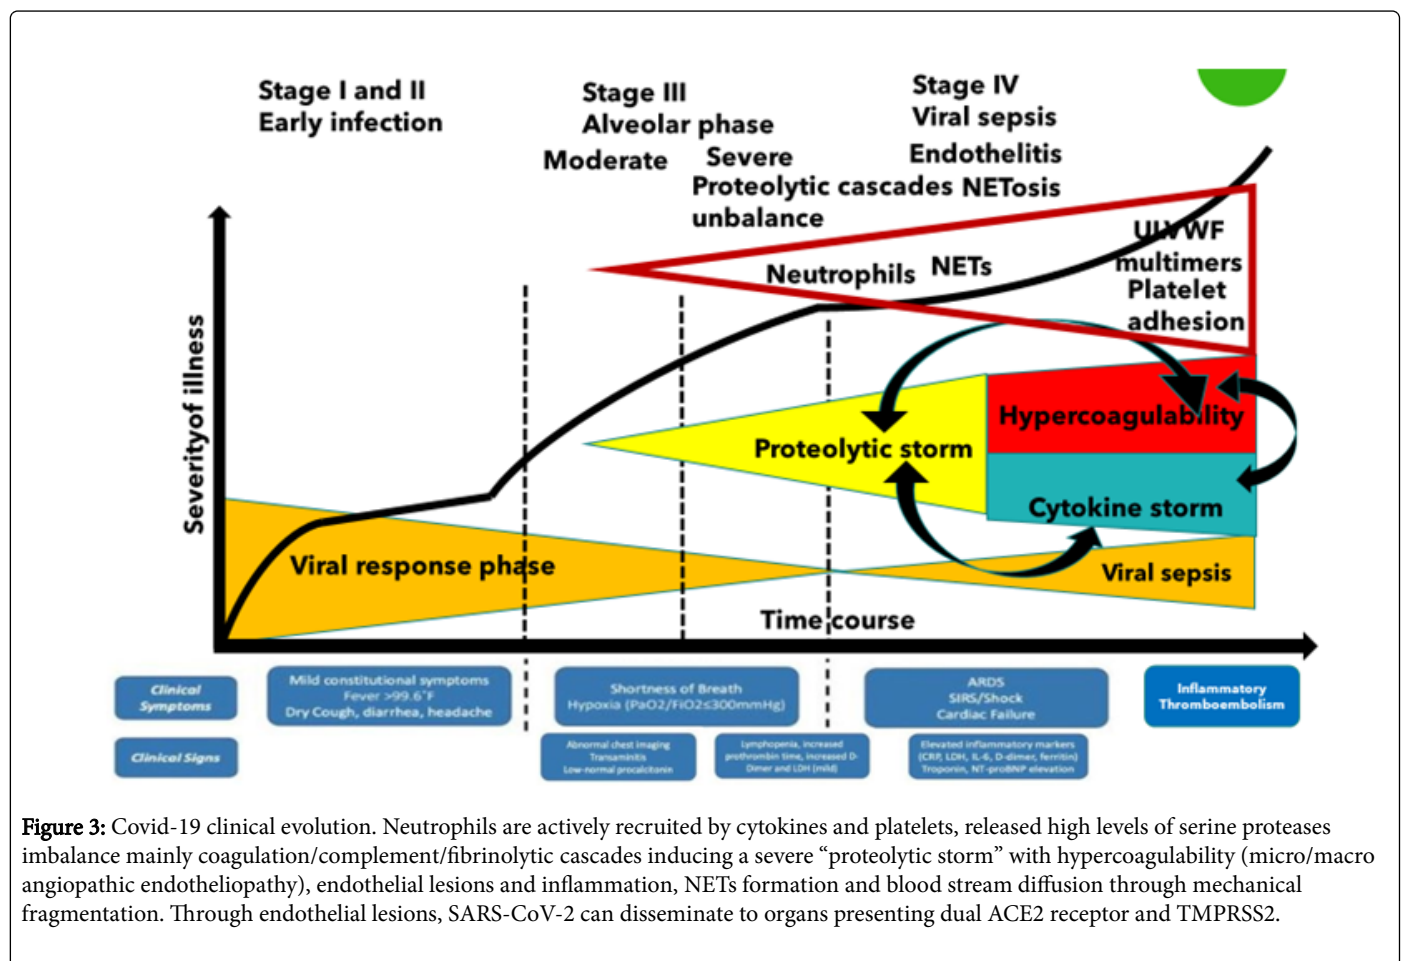 Stage I and II
Early infection
Stage III
Alveolar phase
Moderate
Severe
Proteolytic cascades
unbalance
Stage IV
Viral sepsis
Endothelitis
NETosis
Severityof illness
Neutrophils
NETs
ULVWF
multimers
Platelet
adhesion
Hypercoagulability
Proteolytic storm
Cytokine storm
Viral response phase
Viral sepsis
Time course
Clinical
Symptoms
Mild constitutional symptoms
Fever >99.6°F
Dry Cough, diarrhea, headache
Shortness of Breath
Hypoxia (PaO2/FiO2≤300mmHg)
ARDS
SIRS/Shock
Cardiac Failure
Inflammatory
Thromboembolism
Clinical Signs
Abnormal chest imaging
Transaminitis
Low-normal procalcitonin
Lymphopenia, increased
prothrombin time, increased D-
Dimer and LDH (mild)
Elevated inflammatory markers
(CRP, LDH, IL-6, D-dimer, ferritin)
Troponin, NT-proBNP elevation
Figure 3: Covid-19 clinical evolution. Neutrophils are actively recruited by cytokines and platelets, released high levels of serine proteases
imbalance mainly coagulation/complement/fibrinolytic cascades inducing a severe “proteolytic storm” with hypercoagulability (micro/macro
angiopathic endotheliopathy), endothelial lesions and inflammation, NETs formation and blood stream diffusion through mechanical
fragmentation. Through endothelial lesions, SARS-CoV-2 can disseminate to organs presenting dual ACE2 receptor and TMPRSS2.